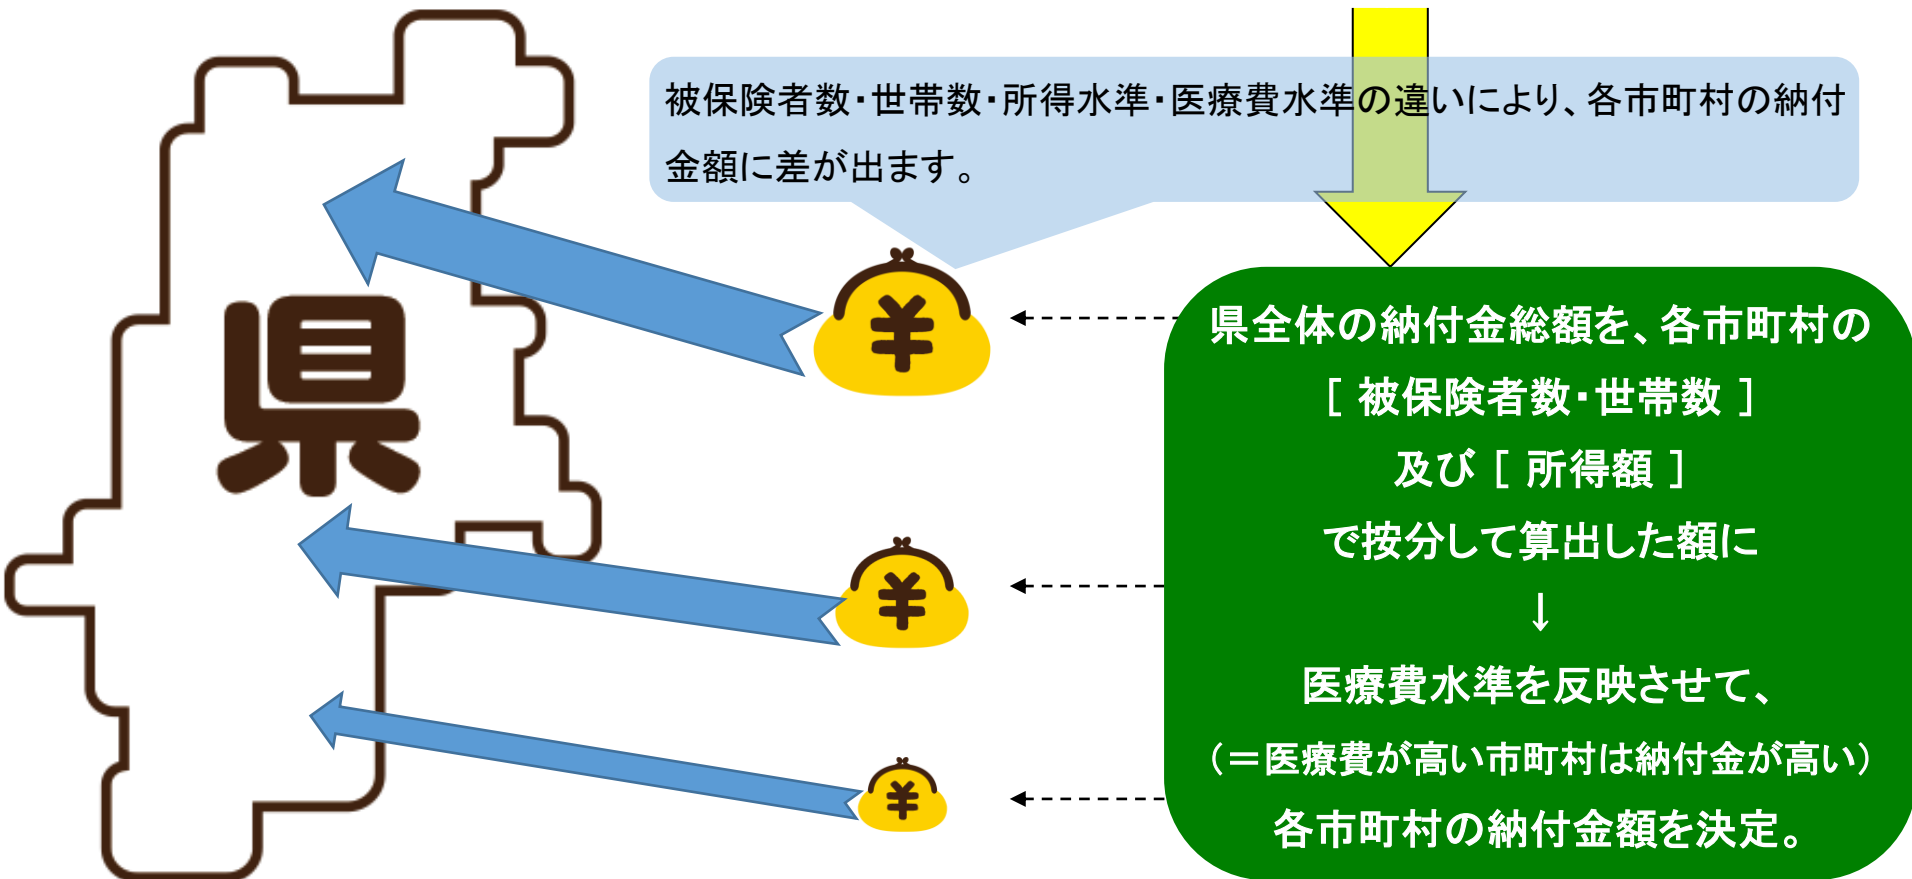 被保険者数・世帯数・所得水準・医療費水準の違いにより、各市町村の納付
金額に差が出ます。
県
¥
¥
¥
県全体の納付金総額を、各市町村の
［ 被保険者数・世帯数 ］
及び［ 所得額 ］
で按分して算出した額に
↓
医療費水準を反映させて、
（＝医療費が高い市町村は納付金が高い）
各市町村の納付金額を決定。